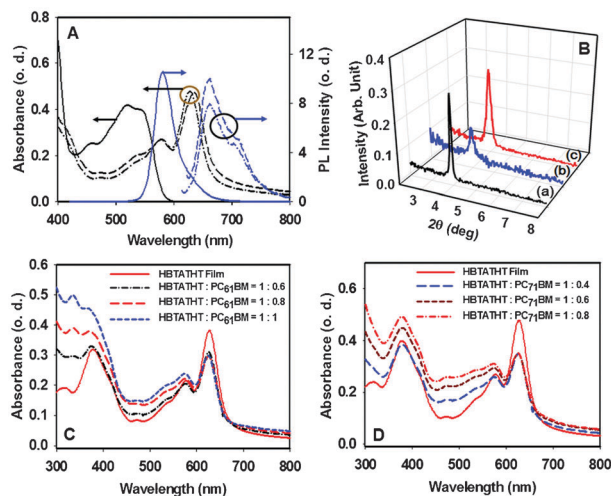 A
Absorbance (o. d.)
0.8
0.6
0.4
0.2
0.0
400 500 600 700 800
Wavelength (nm)
12
8
4
0
PL Intensity (o. d.)
B
Intensity (Arb. Unit)
0.4
0.3
0.2
0.1
0.0
3 4 5 6 7 8
2θ (deg)
(a)
(b)
(c)
C
Absorbance (o. d.)
0.6
0.5
0.4
0.3
0.2
0.1
0.0
300 400 500 600 700 800
Wavelength (nm)
HBTATHT Film
HBTATHT : PC61BM = 1 : 0.6
HBTATHT : PC61BM = 1 : 0.8
HBTATHT : PC61BM = 1 : 1
D
Absorbance (o. d.)
0.6
0.4
0.2
0.0
300 400 500 600 700 800
Wavelength (nm)
HBTATHT Film
HBTATHT : PC71BM = 1 : 0.4
HBTATHT : PC71BM = 1 : 0.6
HBTATHT : PC71BM = 1 : 0.8